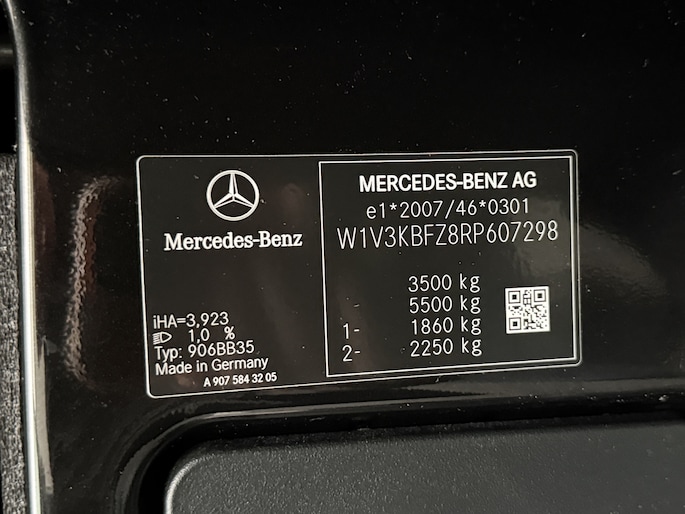 Mercedes-Benz
iHA=3,923
1,0 %
Typ: 906BB35
Made in Germany
A 907 584 32 05
MERCEDES-BENZ AG
e1*2007/46*0301
W1V3KBFZ8RP607298
3500 kg
5500 kg
1- 1860 kg
2- 2250 kg